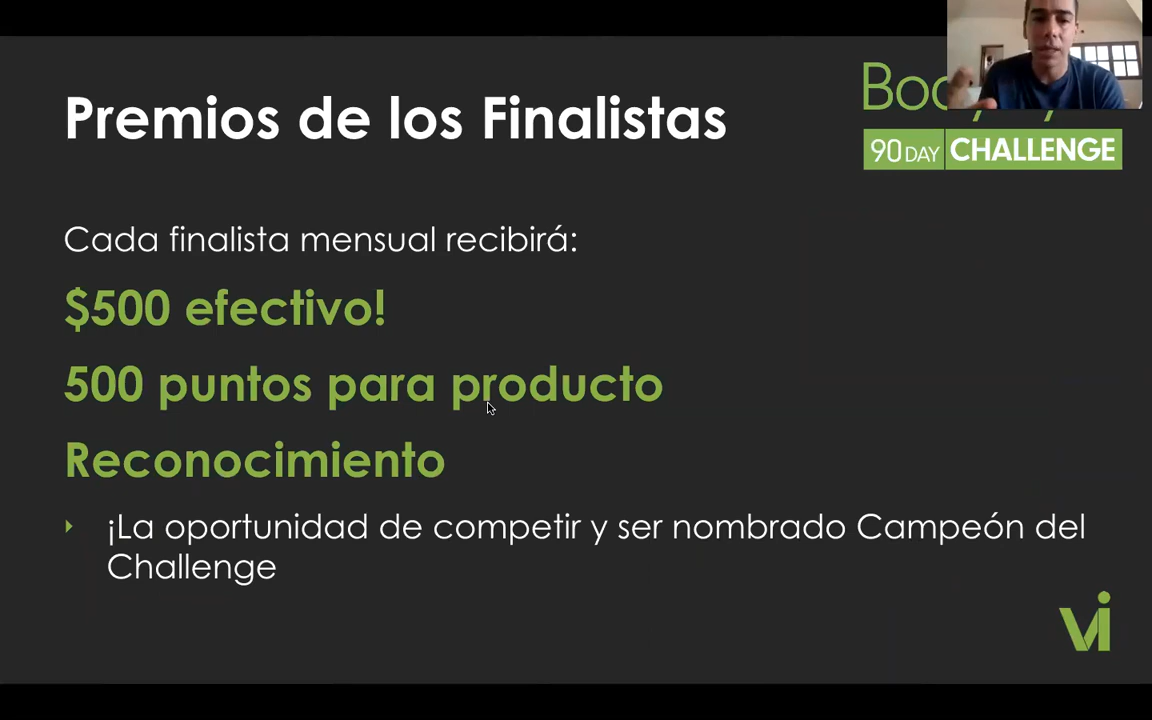 Premios de los Finalistas
90 DAY CHALLENGE
Cada finalista mensual recibirá:
$500 efectivo!
500 puntos para producto
Reconocimiento
¡La oportunidad de competir y ser nombrado Campeón del
Challenge
vi